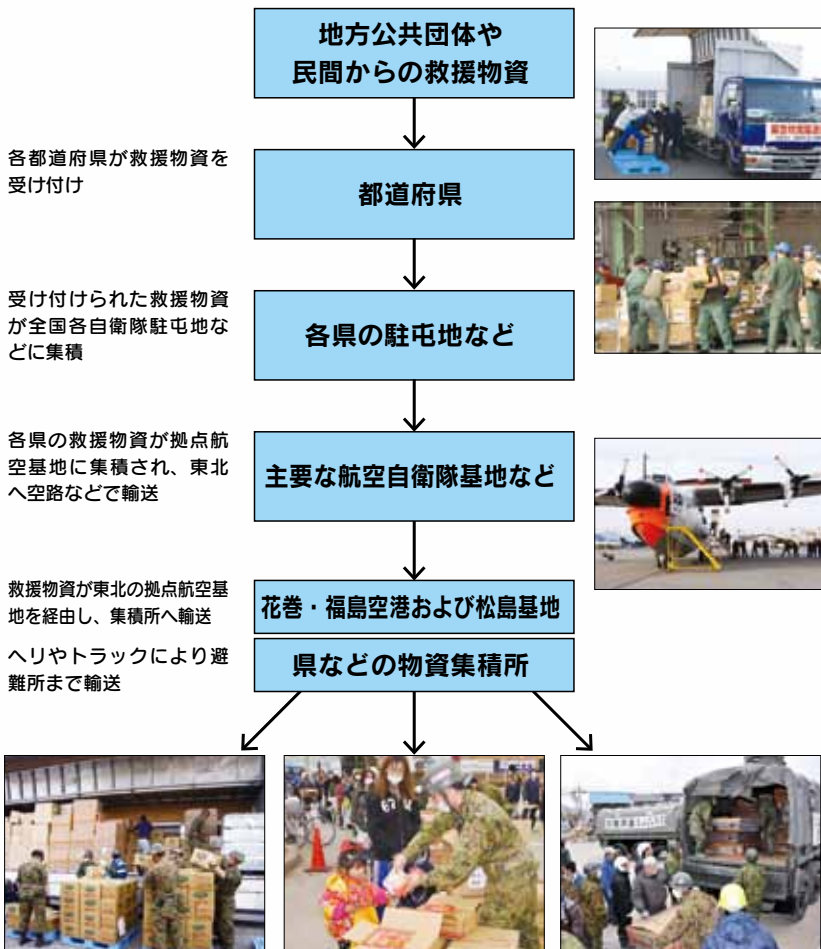 地方公共団体や
民間からの救援物資
各都道府県が救援物資を
受け付け
都道府県
受け付けられた救援物資
が全国各自衛隊駐屯地な
どに集積
各県の駐屯地など
各県の救援物資が拠点航
空基地に集積され、東北
へ空路などで輸送
主要な航空自衛隊基地など
救援物資が東北の拠点航空基
地を経由し、集積所へ輸送
花巻・福島空港および松島基地
ヘリやトラックにより避
難所まで輸送
県などの物資集積所